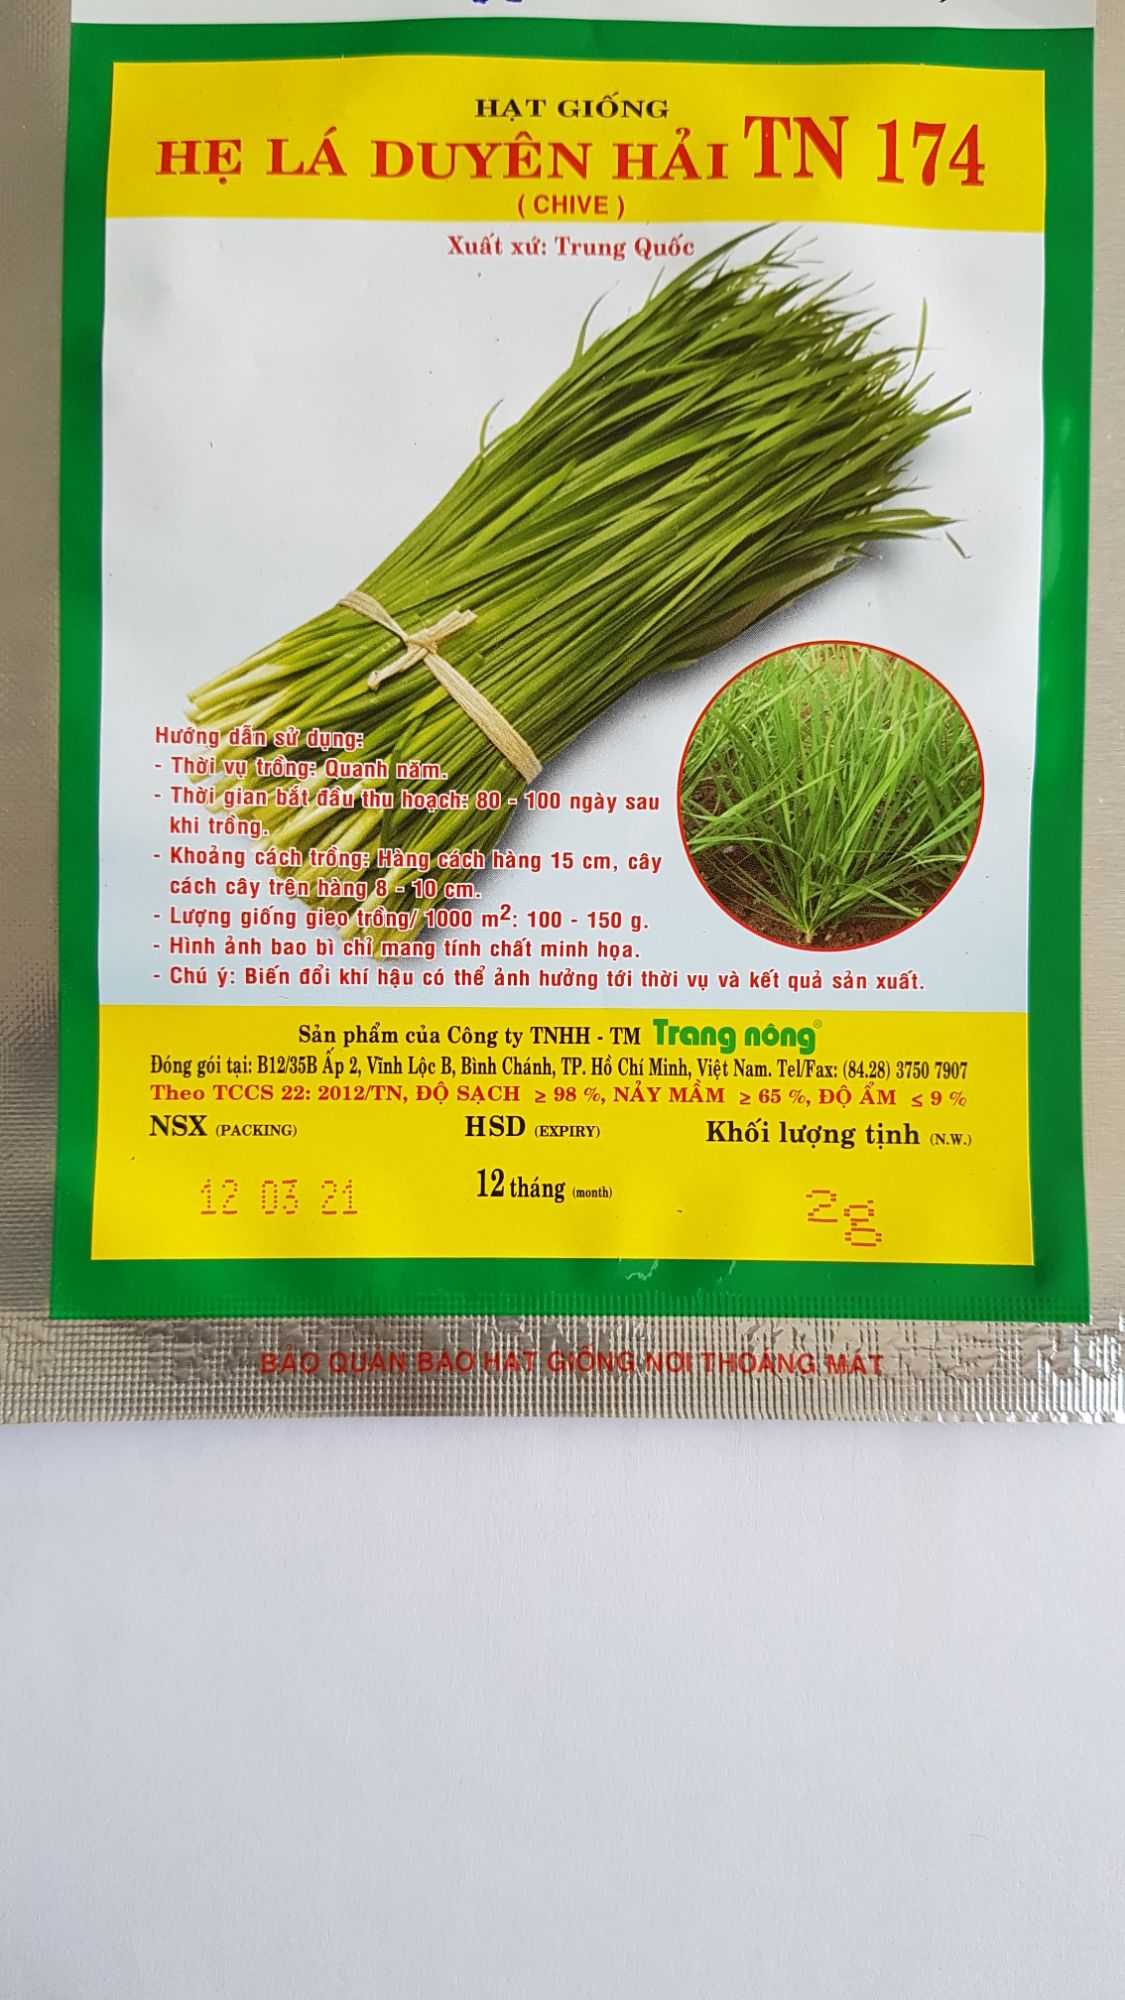 HẠT GIỐNG
HẸ LÁ DUYÊN HẢI TN 174
( CHIVE )
Xuất xứ: Trung Quốc
Hướng dẫn sử dụng:
- Thời vụ trồng: Quanh năm.
- Thời gian bắt đầu thu hoạch: 80 - 100 ngày sau
khi trồng.
- Khoảng cách trồng: Hàng cách hàng 15 cm, cây
cách cây trên hàng 8 - 10 cm.
- Lượng giống gieo trồng/ 1000 m²: 100 - 150 g.
- Hình ảnh bao bì chỉ mang tính chất minh họa.
- Chú ý: Biến đổi khí hậu có thể ảnh hưởng tới thời vụ và kết quả sản xuất.
Sản phẩm của Công ty TNHH - TM Trang nông®
Đóng gói tại: B12/35B Ấp 2, Vĩnh Lộc B, Bình Chánh, TP. Hồ Chí Minh, Việt Nam. Tel/Fax: (84.28) 3750 7907
Theo TCCS 22: 2012/TN, ĐỘ SẠCH ≥ 98 %, NẢY MẦM ≥ 65 %, ĐỘ ẨM ≤ 9 %
NSX (PACKING) HSD (EXPIRY) Khối lượng tịnh (N.W.)
12 03 21 12 tháng (month) 2g
BẢO QUẢN BAO HẠT GIỐNG NƠI THOÁNG MÁT